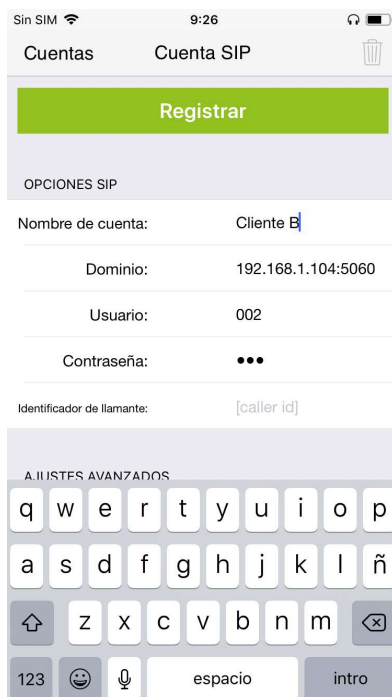 Sin SIM 9:26
Cuentas Cuenta SIP
Registrar
OPCIONES SIP
Nombre de cuenta: Cliente B
Dominio: 192.168.1.104:5060
Usuario: 002
Contraseña: •••
Identificador de llamante: [caller id]
AJUSTES AVANZADOS
q w e r t y u i o p
a s d f g h j k l ñ
z x c v b n m
123 espacio intro